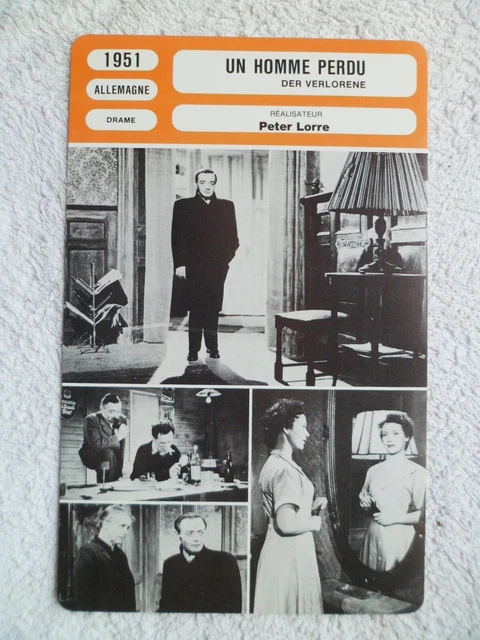 1951
ALLEMAGNE
DRAME
UN HOMME PERDU
DER VERLORENE
RÉALISATEUR
Peter Lorre